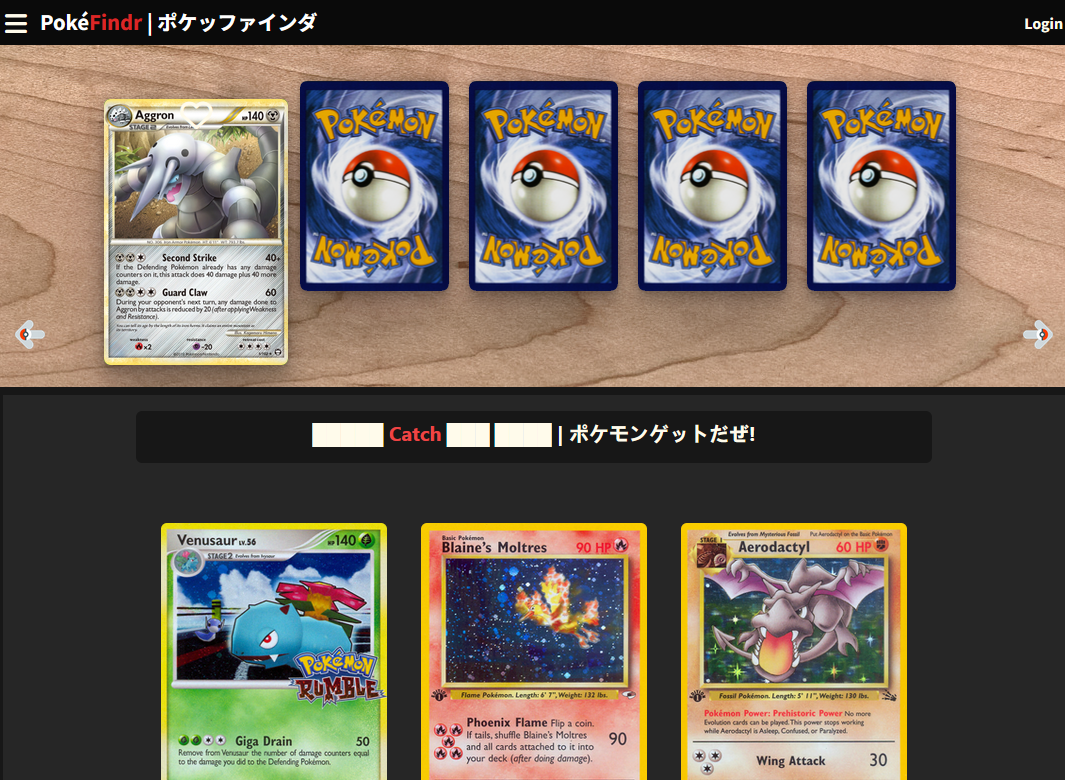 PokéFindr | ポケッファインダ
Login
Aggron
HP140
STAGE 2
Second Strike 40+
If the Defending Pokémon already has any damage
counters on it, this attack does 40 damage plus 40 more
damage.
Guard Claw 60
During your opponent's next turn, any damage done to
Aggron by attacks is reduced by 20 (after applying Weakness
and Resistance).
weakness
resistance
retreat cost
×2
-20
POKéMON
POKéMON
POKéMON
POKéMON
POKéMON
POKéMON
POKéMON
POKéMON
Catch | ポケモンゲットだぜ!
Venusaur LV.56
HP140
STAGE2 Evolves from Ivysaur
POKéMON
RUMBLE
Giga Drain 50
Remove from Venusaur the number of damage counters equal
to the damage you did to the Defending Pokémon.
Basic Pokémon
Blaine's Moltres 90 HP
Flame Pokémon. Length: 6' 7", Weight: 132 lbs.
Phoenix Flame Flip a coin.
If tails, shuffle Blaine's Moltres
and all cards attached to it into
your deck (after doing damage).
90
STAGE 1
Evolves from Mysterious Fossil
Put Aerodactyl on the Basic Pokémon
Aerodactyl 60 HP
Fossil Pokémon. Length: 5' 11", Weight: 130 lbs.
Pokémon Power: Prehistoric Power No more
Evolution cards can be played. This power stops working
while Aerodactyl is Asleep, Confused, or Paralyzed.
Wing Attack 30